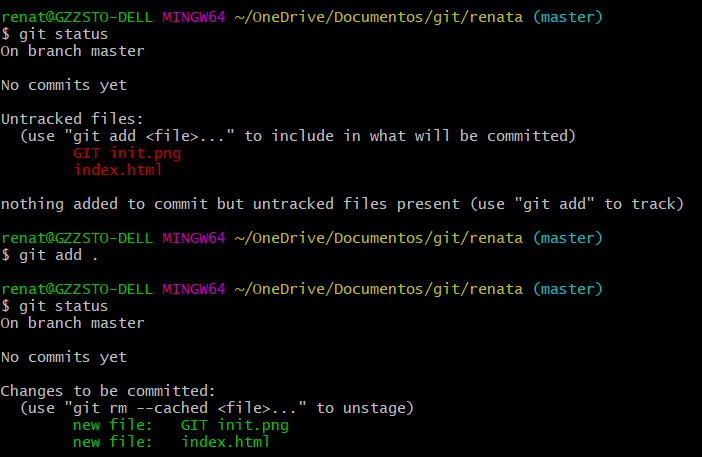 renat@GZZSTO-DELL MINGW64 ~/OneDrive/Documentos/git/renata (master)
$ git status
On branch master
No commits yet
Untracked files:
  (use "git add <file>..." to include in what will be committed)
        GIT init.png
        index.html
nothing added to commit but untracked files present (use "git add" to track)
renat@GZZSTO-DELL MINGW64 ~/OneDrive/Documentos/git/renata (master)
$ git add .
renat@GZZSTO-DELL MINGW64 ~/OneDrive/Documentos/git/renata (master)
$ git status
On branch master
No commits yet
Changes to be committed:
  (use "git rm --cached <file>..." to unstage)
        new file:   GIT init.png
        new file:   index.html